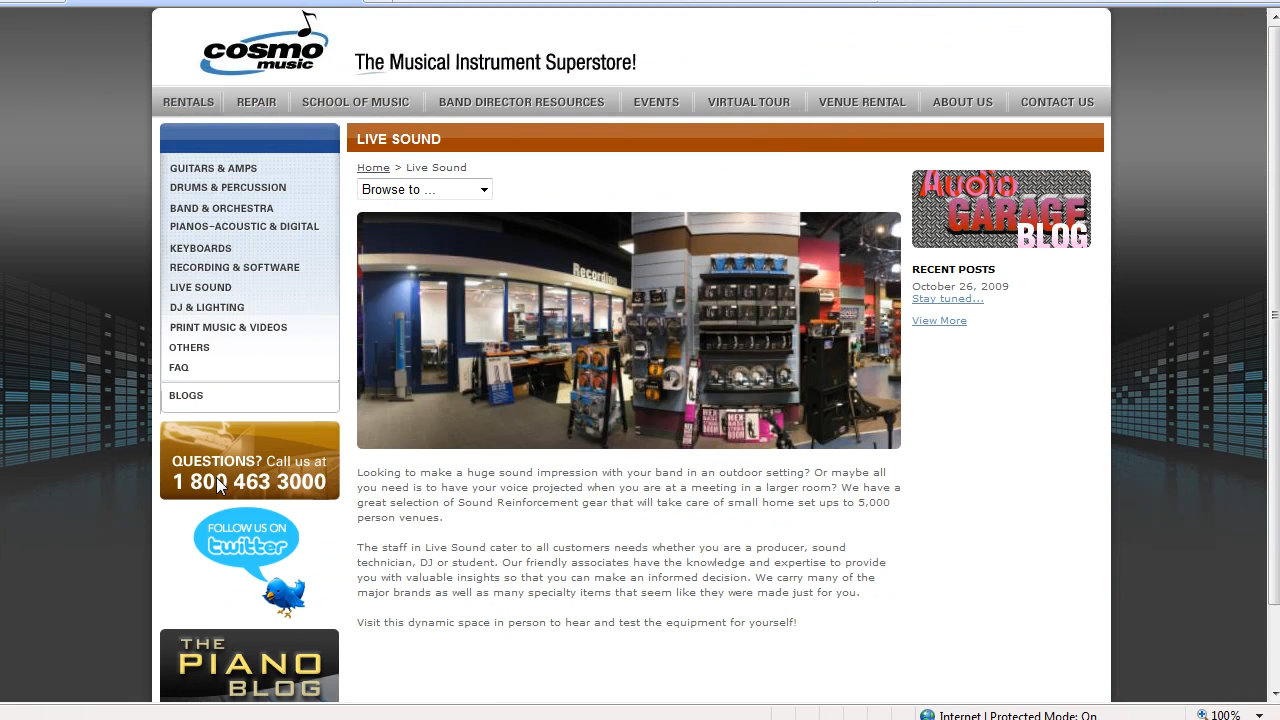 cosmo
music
The Musical Instrument Superstore!
RENTALS
REPAIR
SCHOOL OF MUSIC
BAND DIRECTOR RESOURCES
EVENTS
VIRTUAL TOUR
VENUE RENTAL
ABOUT US
CONTACT US
GUITARS & AMPS
DRUMS & PERCUSSION
BAND & ORCHESTRA
PIANOS-ACOUSTIC & DIGITAL
KEYBOARDS
RECORDING & SOFTWARE
LIVE SOUND
DJ & LIGHTING
PRINT MUSIC & VIDEOS
OTHERS
FAQ
BLOGS
QUESTIONS? Call us at
1 800 463 3000
FOLLOW US ON
twitter
THE
PIANO
BLOG
LIVE SOUND
Home > Live Sound
Browse to ...
Recording
Looking to make a huge sound impression with your band in an outdoor setting? Or maybe all
you need is to have your voice projected when you are at a meeting in a larger room? We have a
great selection of Sound Reinforcement gear that will take care of small home set ups to 5,000
person venues.
The staff in Live Sound cater to all customers needs whether you are a producer, sound
technician, DJ or student. Our friendly associates have the knowledge and expertise to provide
you with valuable insights so that you can make an informed decision. We carry many of the
major brands as well as many specialty items that seem like they were made just for you.
Visit this dynamic space in person to hear and test the equipment for yourself!
Audio
GARAGE
BLOG
RECENT POSTS
October 26, 2009
Stay tuned...
View More
Internet | Protected Mode: On
100%